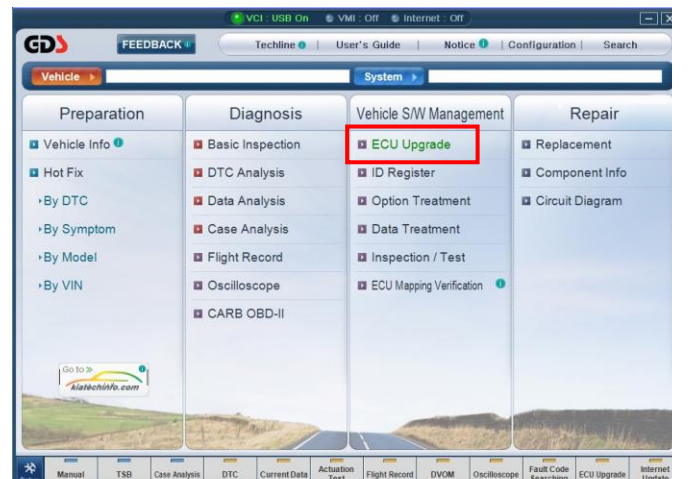 VCI : USB On VMI : Off Internet : Off
GDS FEEDBACK Techline | User's Guide | Notice | Configuration | Search
Vehicle System
Preparation
Vehicle Info
Hot Fix
By DTC
By Symptom
By Model
By VIN
Go to »
kiatechinfo.com
Diagnosis
Basic Inspection
DTC Analysis
Data Analysis
Case Analysis
Flight Record
Oscilloscope
CARB OBD-II
Vehicle S/W Management
ECU Upgrade
ID Register
Option Treatment
Data Treatment
Inspection / Test
ECU Mapping Verification
Repair
Replacement
Component Info
Circuit Diagram
Manual TSB Case Analysis DTC Current Data Actuation Test Flight Record DVOM Oscilloscope Fault Code Searching ECU Upgrade Internet Update